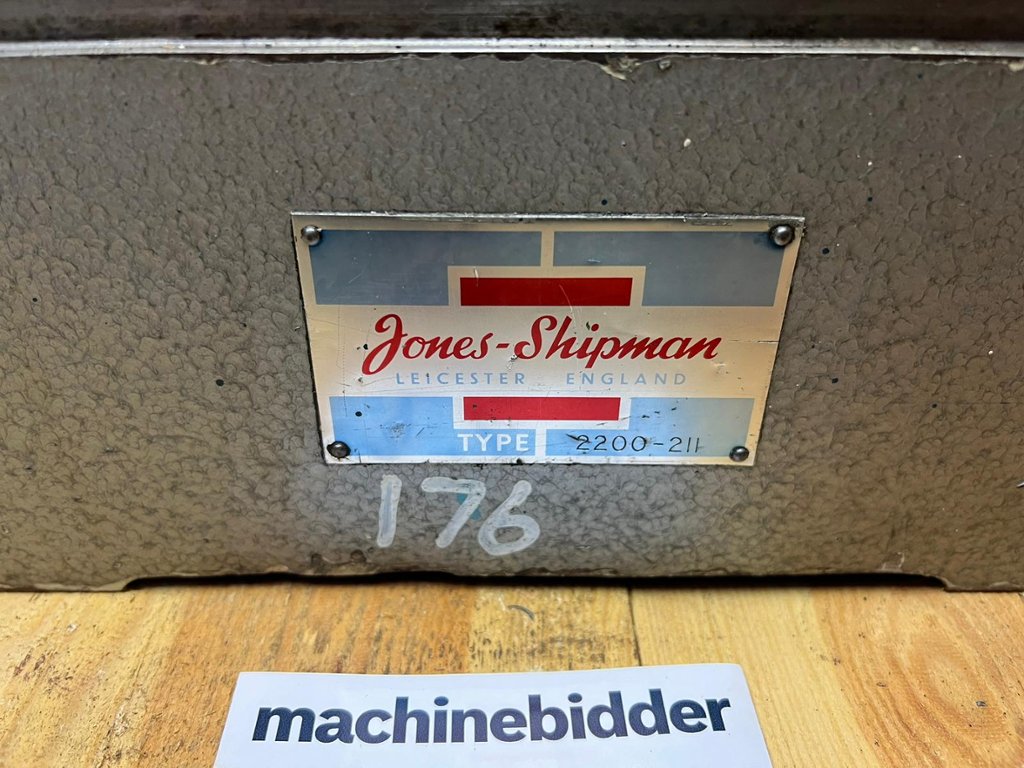 Jones-Shipman
LEICESTER ENGLAND
TYPE 2200-211
176
machinebidder